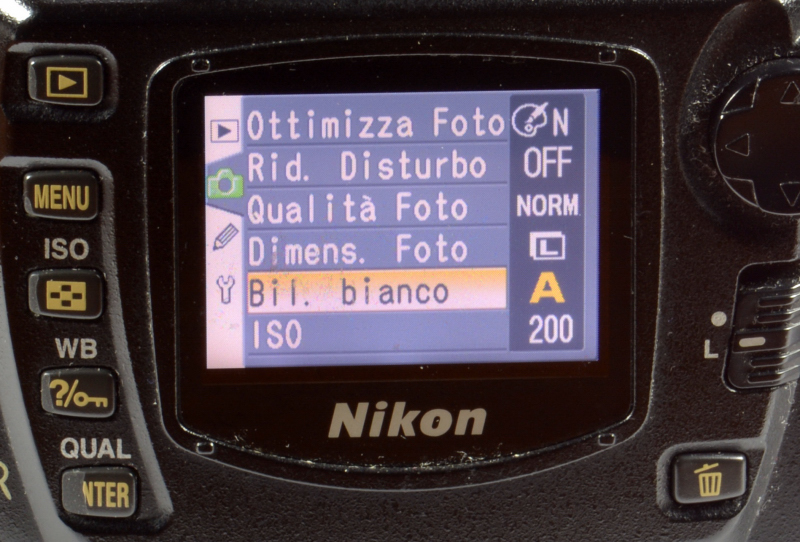 Ottimizza Foto N
Rid. Disturbo OFF
Qualità Foto NORM
Dimens. Foto L
Bil. bianco A
ISO 200
MENU
ISO
WB
?/
QUAL
NTER
Nikon
L
R